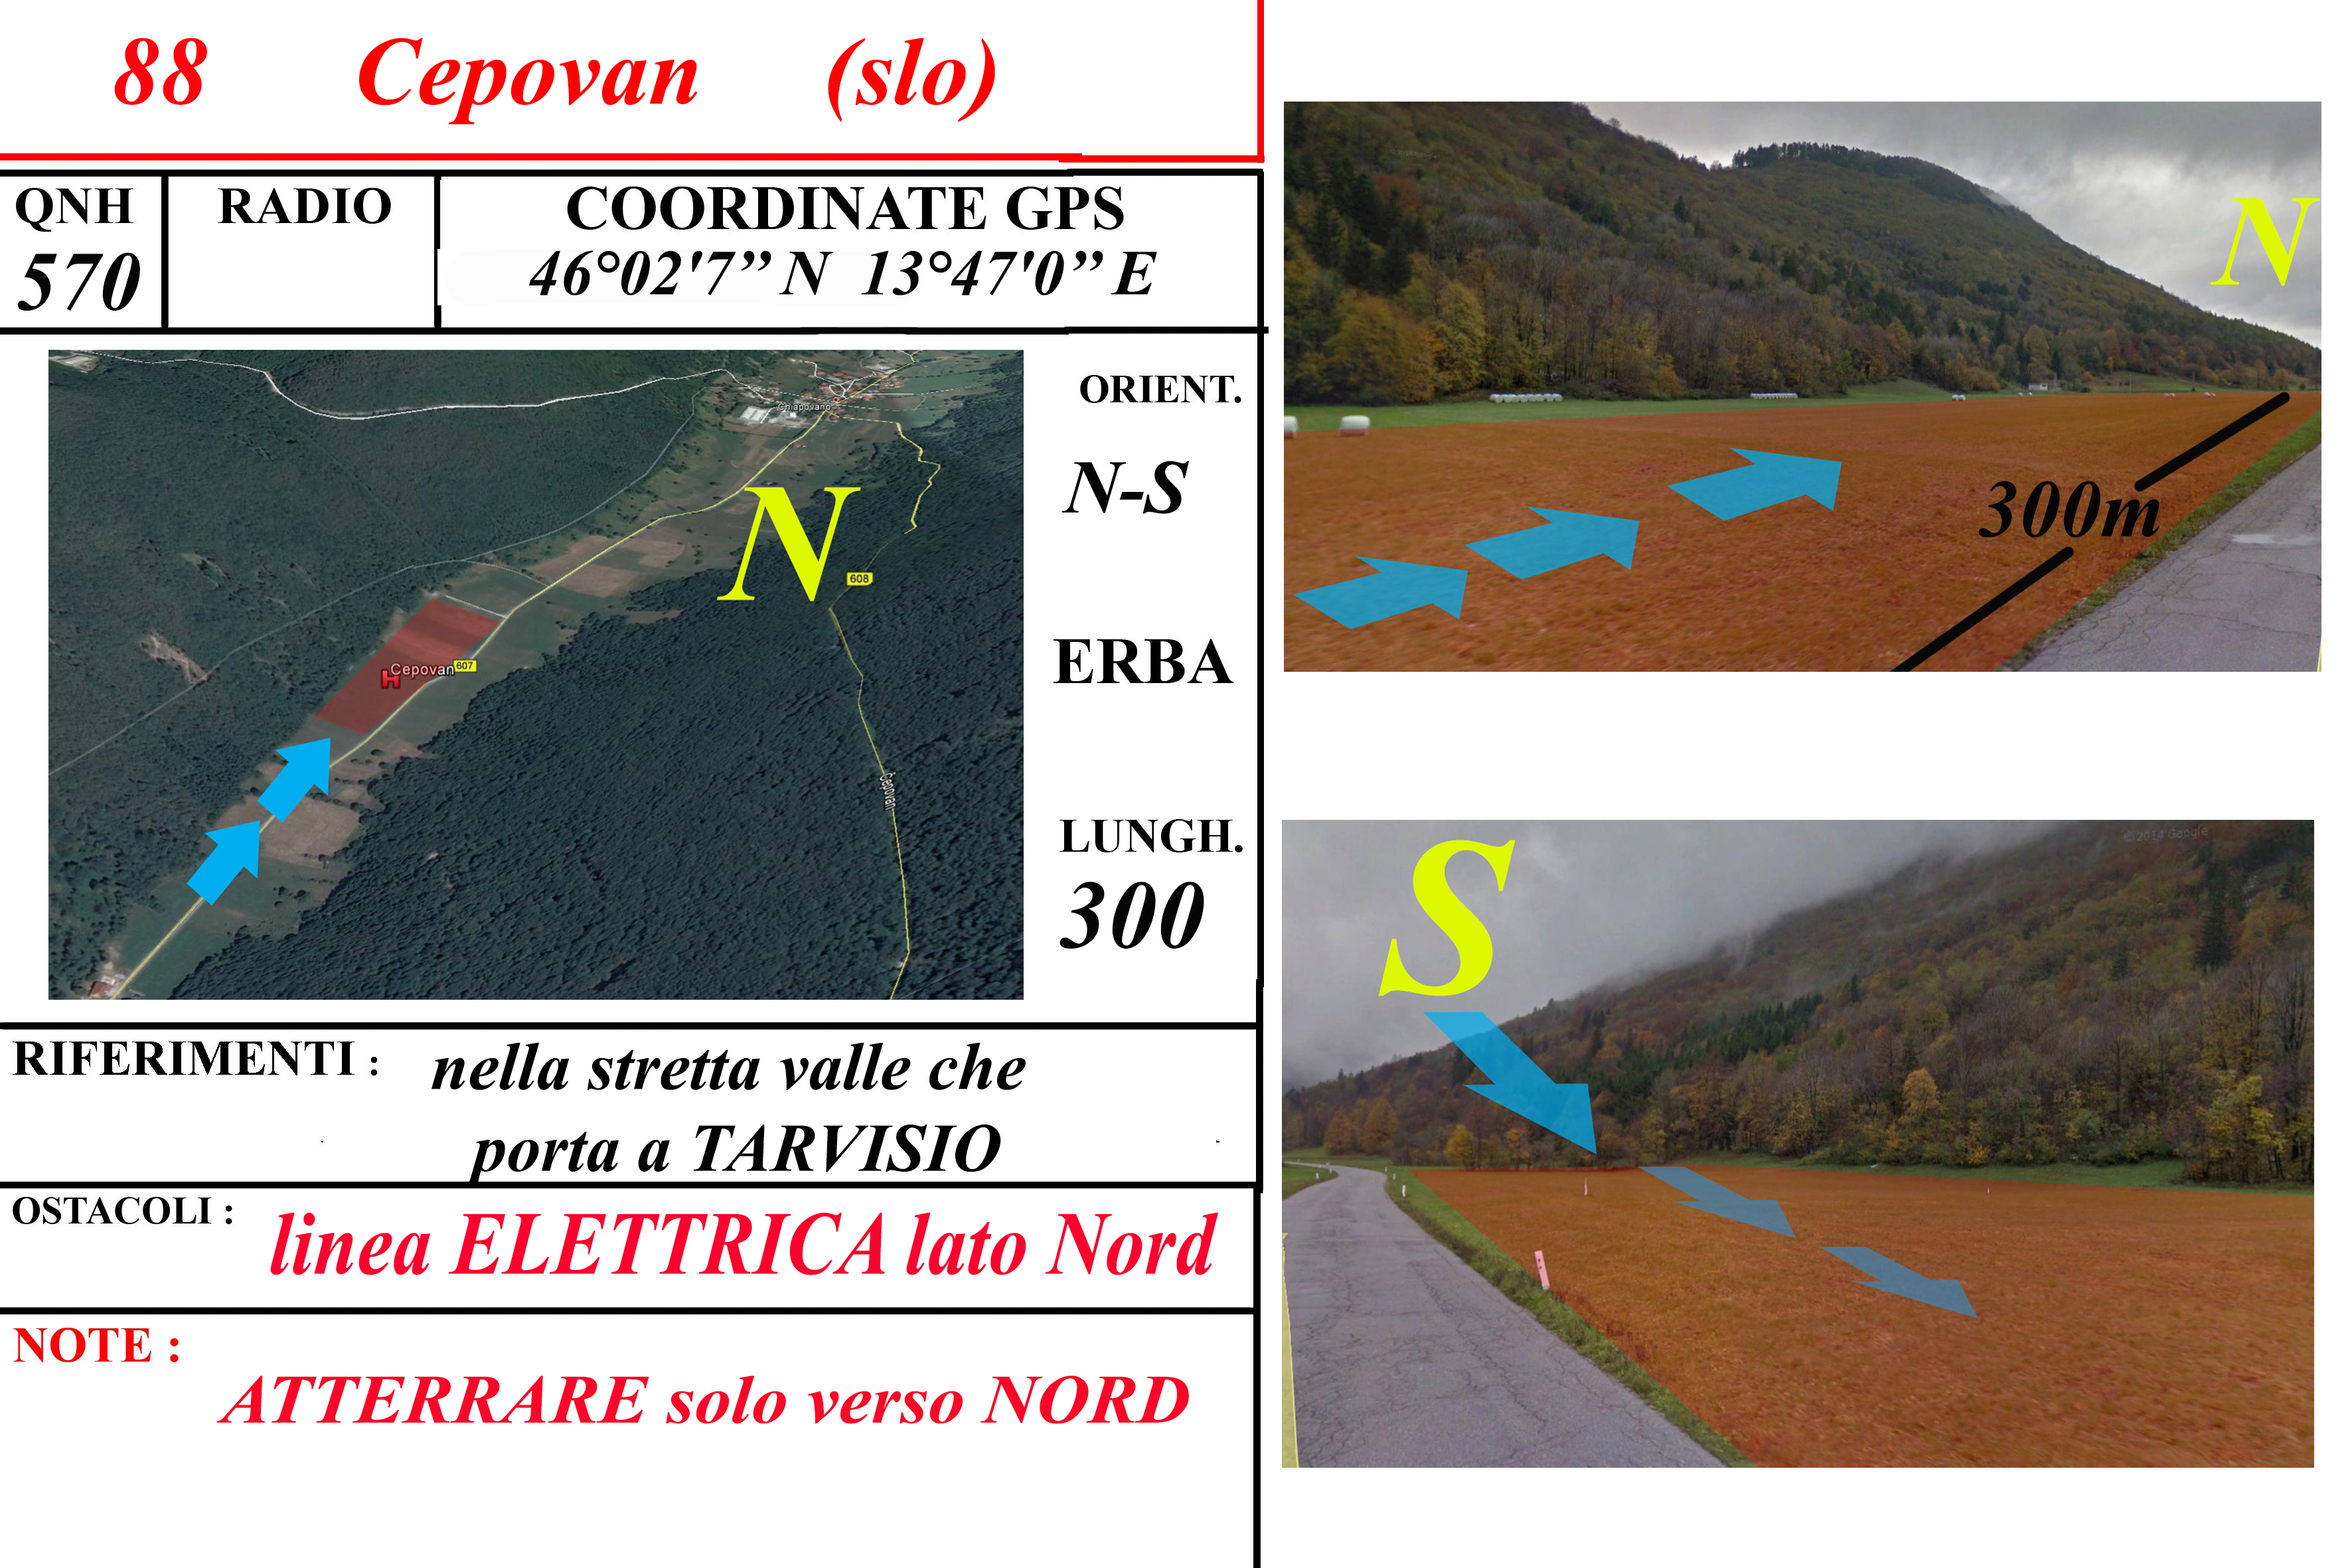 88 Cepovan (slo)
QNH
570
RADIO
COORDINATE GPS
46°02'7” N 13°47'0” E
Chiapovano
N
608
Cepovan
607
Čepovan
ORIENT.
N-S
ERBA
LUNGH.
300
RIFERIMENTI : nella stretta valle che
porta a TARVISIO
OSTACOLI : linea ELETTRICA lato Nord
NOTE :
ATTERRARE solo verso NORD
N
300m
S
© 2014 Google